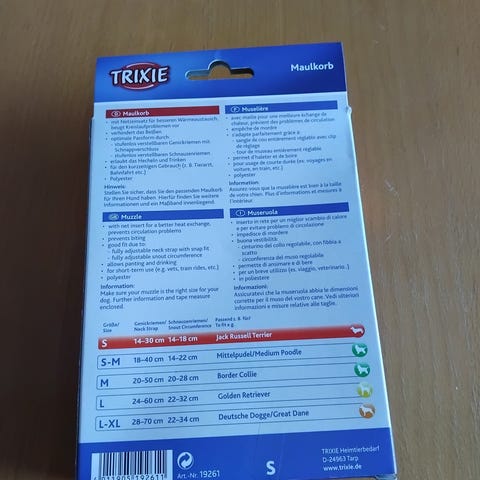 TRIXIE
Maulkorb
D Maulkorb
• mit Netzeinsatz für besseren Wärmeaustausch,
beugt Kreislaufproblemen vor
• verhindert das Beißen
• optimale Passform durch:
- stufenlos verstellbaren Genickriemen mit
Schnappverschluss
- stufenlos verstellbaren Schnauzenriemen
• erlaubt das Hecheln und Trinken
• für den kurzzeitigen Gebrauch (z. B. Tierarzt,
Bahnfahrt etc.)
• Polyester
Hinweis:
Stellen Sie sicher, dass Sie den passenden Maulkorb
für Ihren Hund haben. Hierfür finden Sie weitere
Informationen und ein Maßband innenliegend.
F Muselière
• avec maille pour une meilleure échange de
chaleur, prévient des problèmes de circulation
• empêche de mordre
• s'adapte parfaitement grâce à:
- sangle de cou entièrement réglable avec clip
de réglage
- tour de museau entièrement réglable
• permet d'haleter et de boire
• pour usage de courte durée (ex. voyages en
voiture, en train, etc.)
• polyester
Information:
Assurez-vous que la muselière est bien à la taille
de votre chien. Plus d'informations et mesures à
l'intérieur.
GB Muzzle
• with net insert for a better heat exchange,
prevents circulation problems
• prevents biting
• good fit due to:
- fully adjustable neck strap with snap fit
- fully adjustable snout circumference
• allows panting and drinking
• for short-term use (e.g. vets, train rides, etc.)
• polyester
Information:
Make sure your muzzle is the right size for your
dog. Further information and tape measure
enclosed.
I Museruola
• inserto in rete per un miglior scambio di calore
e per evitare problemi di circolazione
• impedisce di mordere
• buona vestibilità:
- cinturino del collo regolabile, con fibbia a
scatto
- circonferenza del muso regolabile
• permette di ansimare e di bere
• per un breve utilizzo (es. viaggio, veterinario..)
• in poliestere
Informazioni:
Assicuratevi che la museruola abbia le dimensioni
corrette per il muso del vostro cane. Vedi ulteriori
informazioni e misure relative alle taglie.
Größe/ Genickriemen/ Schnauzenriemen/ Passend z. B. für/
Size Neck Strap Snout Circumference To fit e.g.
S 14–30 cm 14–18 cm Jack Russell Terrier
S-M 18–40 cm 14–22 cm Mittelpudel/Medium Poodle
M 20–50 cm 20–28 cm Border Collie
L 24–60 cm 22–32 cm Golden Retriever
L-XL 28–70 cm 22–34 cm Deutsche Dogge/Great Dane
4 011905 192611
Art.-Nr. 19261
S
TRIXIE Heimtierbedarf
D-24963 Tarp
www.trixie.de